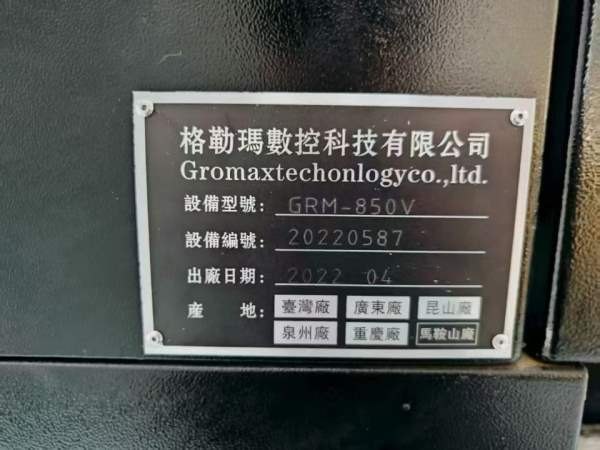 格勒瑪數控科技有限公司
Gromaxtechonlogyco.,ltd.
設備型號： GRM-850V
設備編號： 20220587
出廠日期： 2022 04
産 地： 臺灣廠 廣東廠 昆山廠
泉州廠 重慶廠 馬鞍山廠